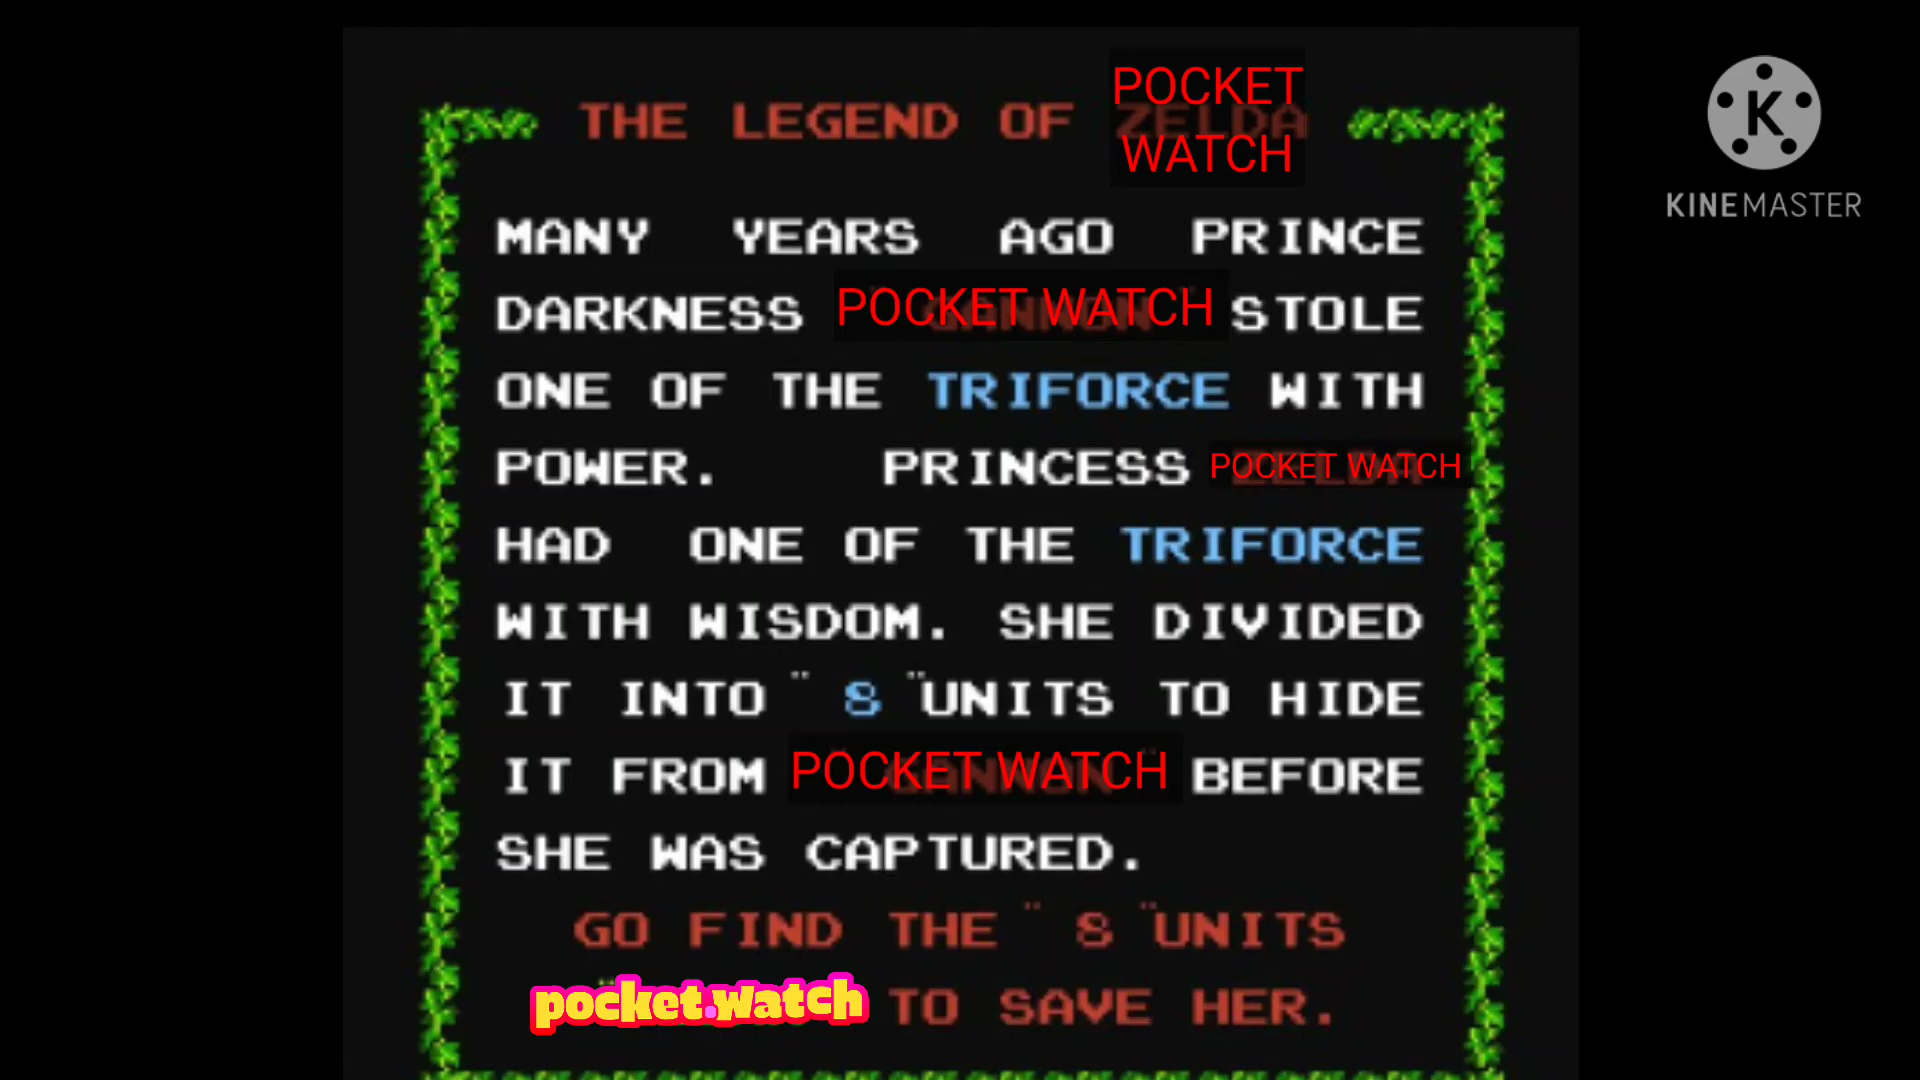 THE LEGEND OF POCKET WATCH
MANY YEARS AGO PRINCE
DARKNESS POCKET WATCH STOLE
ONE OF THE TRIFORCE WITH
POWER. PRINCESS POCKET WATCH
HAD ONE OF THE TRIFORCE
WITH WISDOM. SHE DIVIDED
IT INTO " 8 "UNITS TO HIDE
IT FROM POCKET WATCH BEFORE
SHE WAS CAPTURED.
GO FIND THE " 8 "UNITS
pocket.watch TO SAVE HER.
K
KINEMASTER